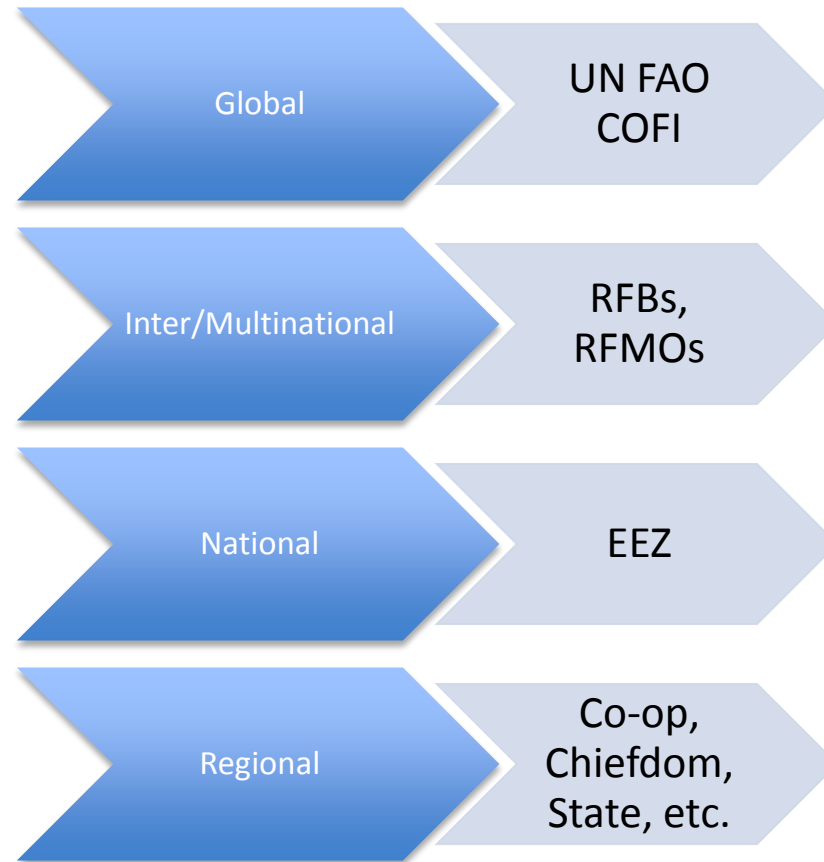 Global
UN FAO
COFI
Inter/Multinational
RFBs,
RFMOs
National
EEZ
Regional
Co-op,
Chiefdom,
State, etc.